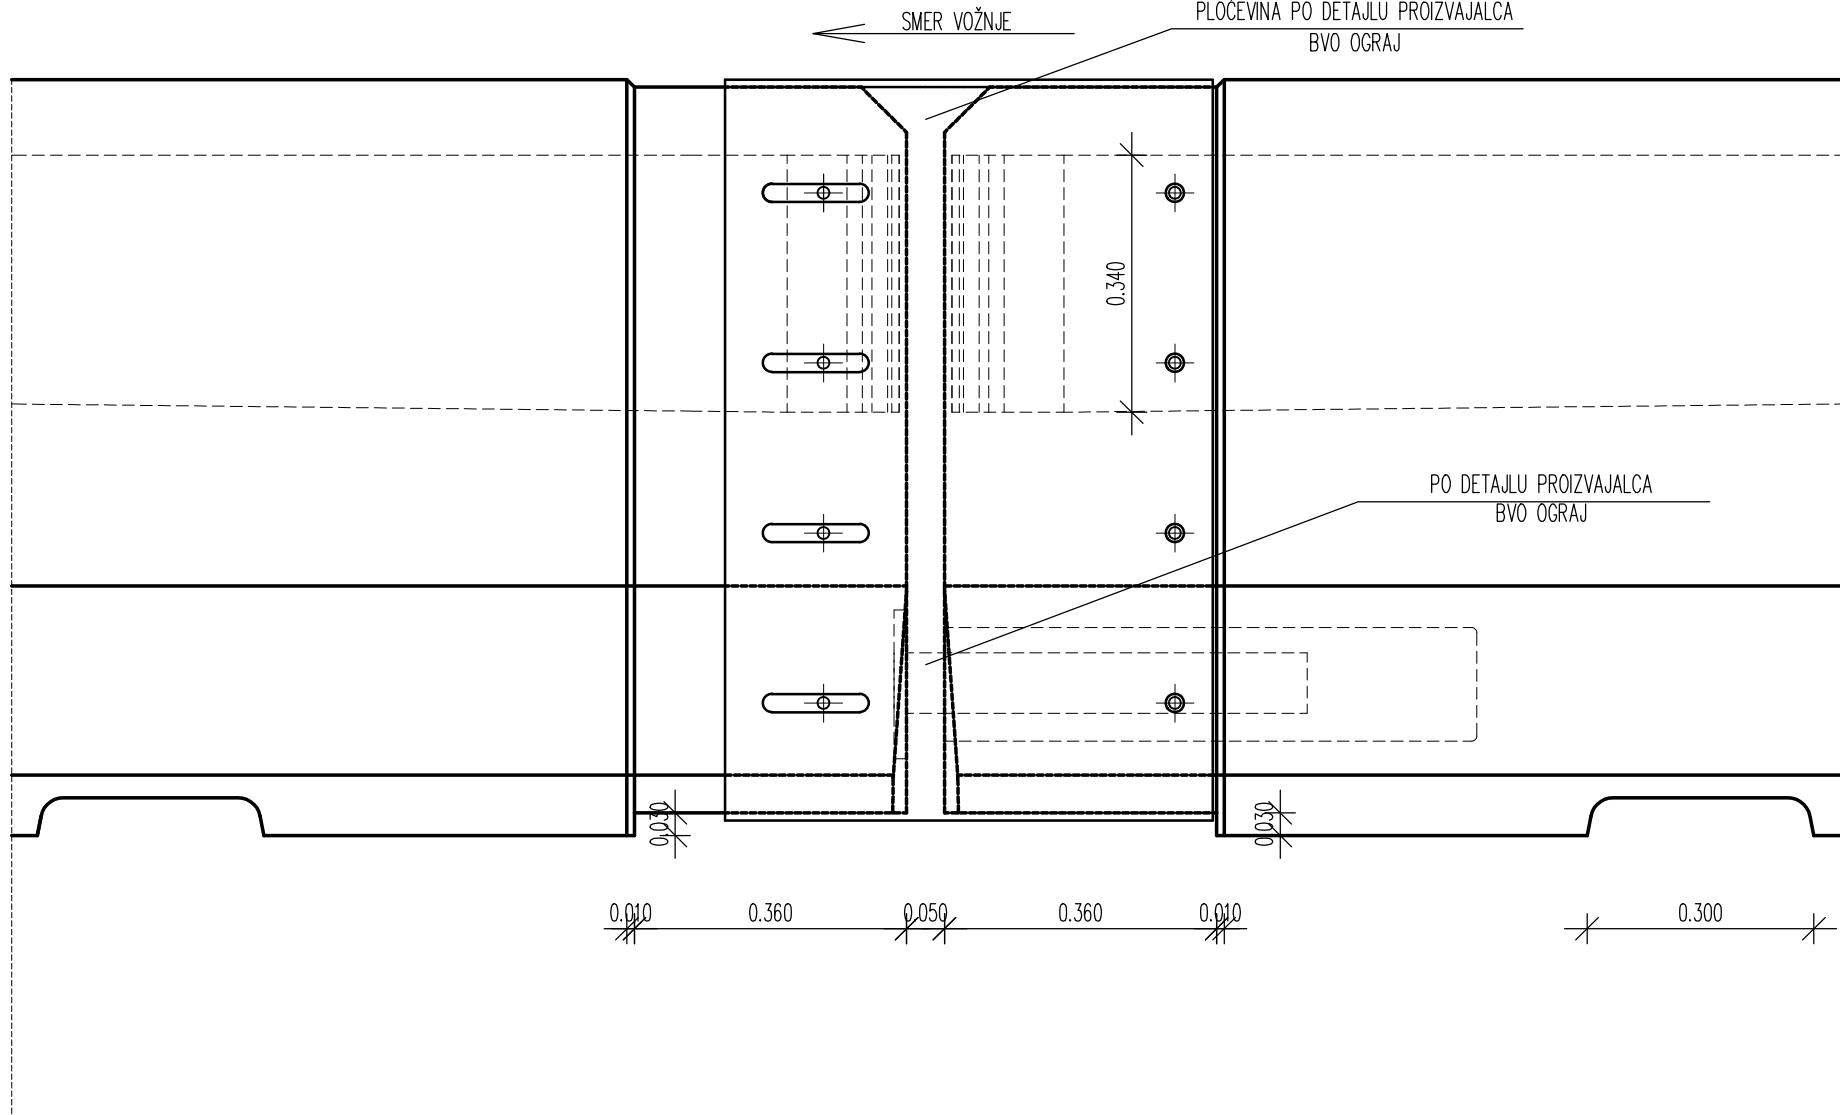 PLOČEVINA PO DETAJLU PROIZVAJALCA
BVO OGRAJ
SMER VOŽNJE
0.340
PO DETAJLU PROIZVAJALCA
BVO OGRAJ
0.030
0.030
0.010
0.360
0.050
0.360
0.010
0.300